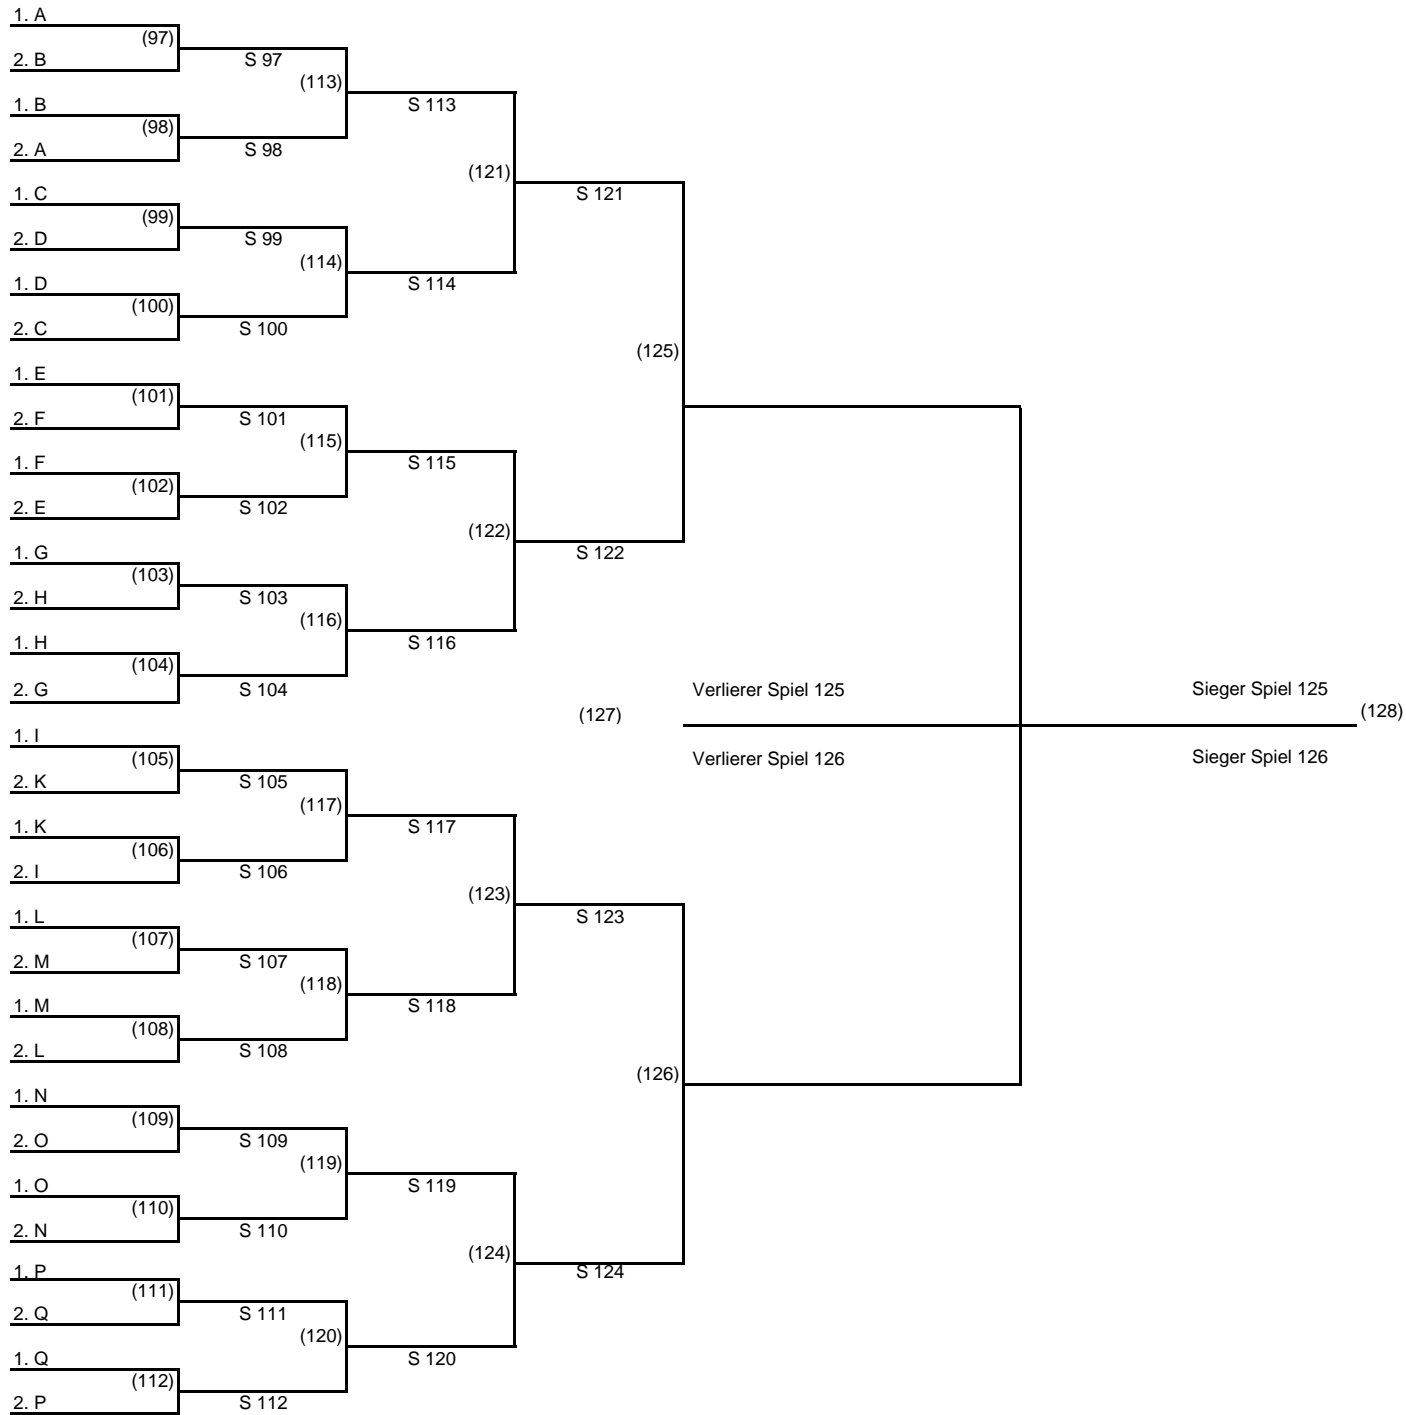 1. A
(97)
2. B
S 97
(113)
1. B
S 113
(98)
2. A
S 98
(121)
1. C
S 121
(99)
2. D
S 99
(114)
1. D
S 114
(100)
2. C
S 100
(125)
1. E
(101)
2. F
S 101
(115)
1. F
S 115
(102)
2. E
S 102
(122)
1. G
S 122
(103)
2. H
S 103
(116)
1. H
S 116
(104)
2. G
S 104
Verlierer Spiel 125
Sieger Spiel 125
(127)
(128)
1. I
(105)
Verlierer Spiel 126
Sieger Spiel 126
2. K
S 105
(117)
1. K
S 117
(106)
2. I
S 106
(123)
1. L
S 123
(107)
2. M
S 107
(118)
1. M
S 118
(108)
2. L
S 108
(126)
1. N
(109)
2. O
S 109
(119)
1. O
S 119
(110)
2. N
S 110
(124)
1. P
S 124
(111)
2. Q
S 111
(120)
1. Q
S 120
(112)
2. P
S 112